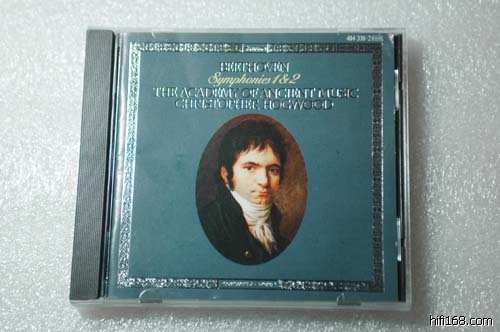 BEETHOVEN
Symphonies 1 & 2
THE ACADEMY OF ANCIENT MUSIC
CHRISTOPHER HOGWOOD
hifi168.com